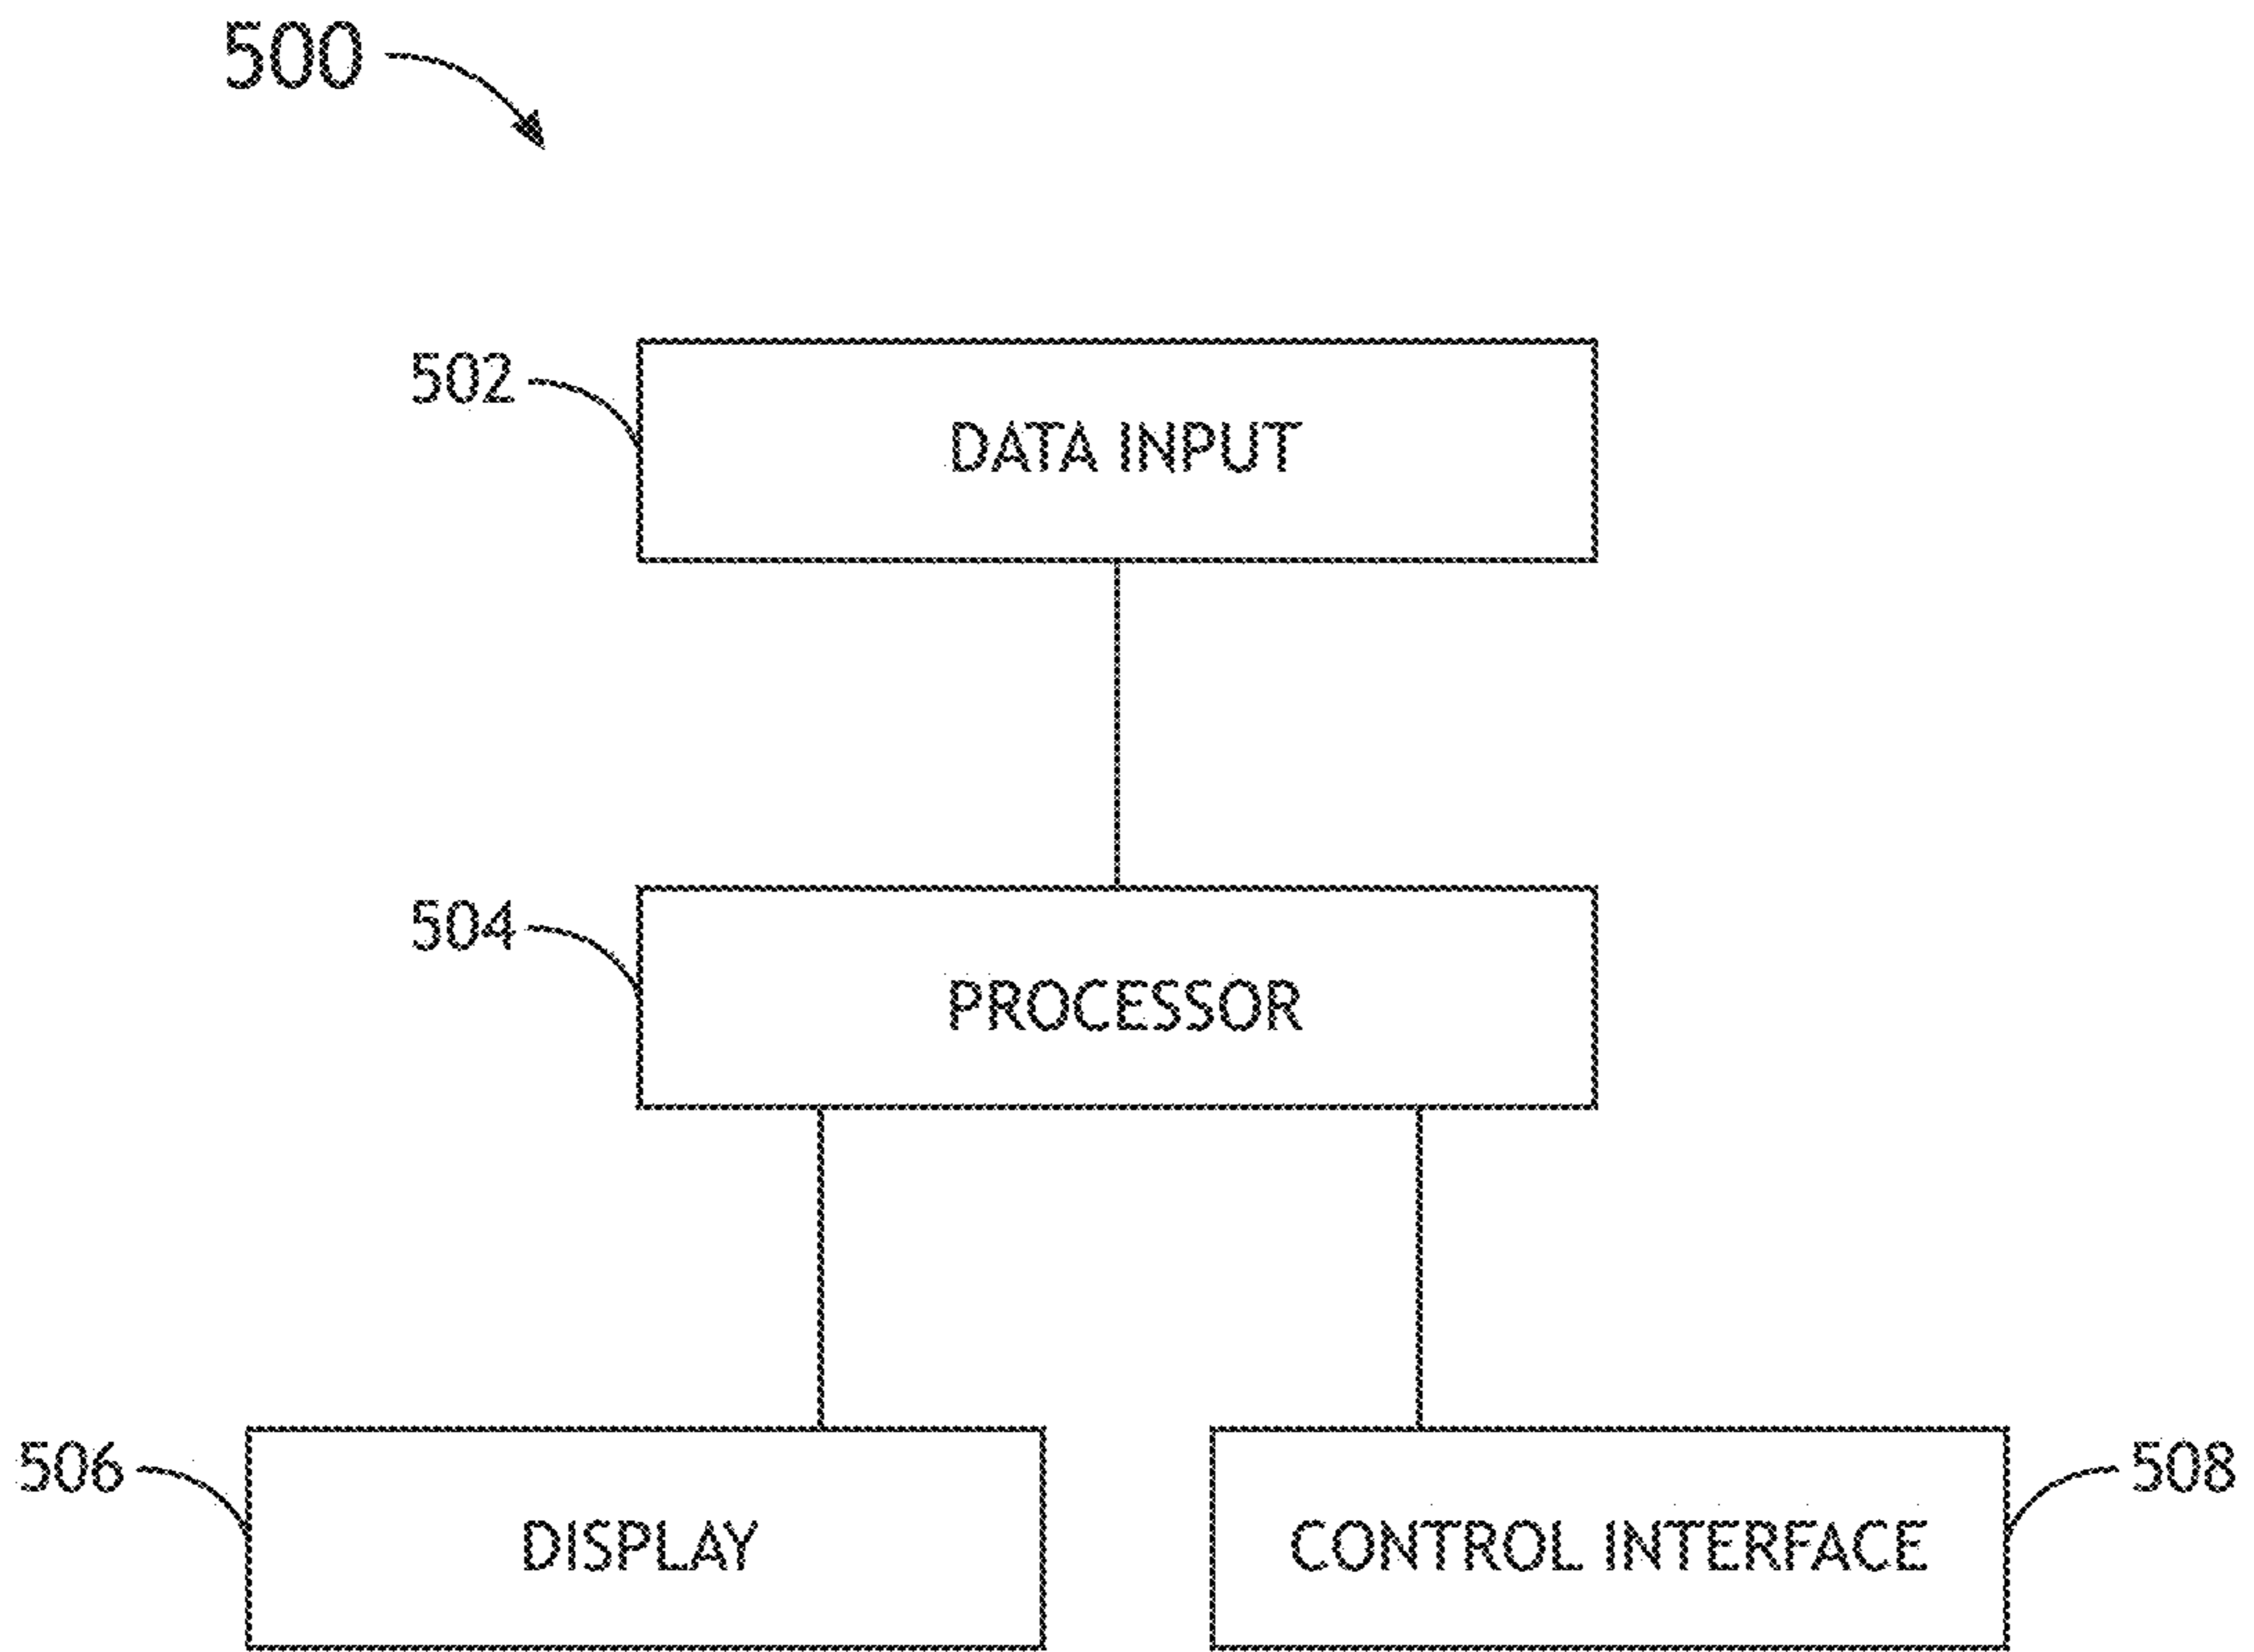 500
502
DATA INPUT
504
PROCESSOR
506
DISPLAY
CONTROL INTERFACE
508